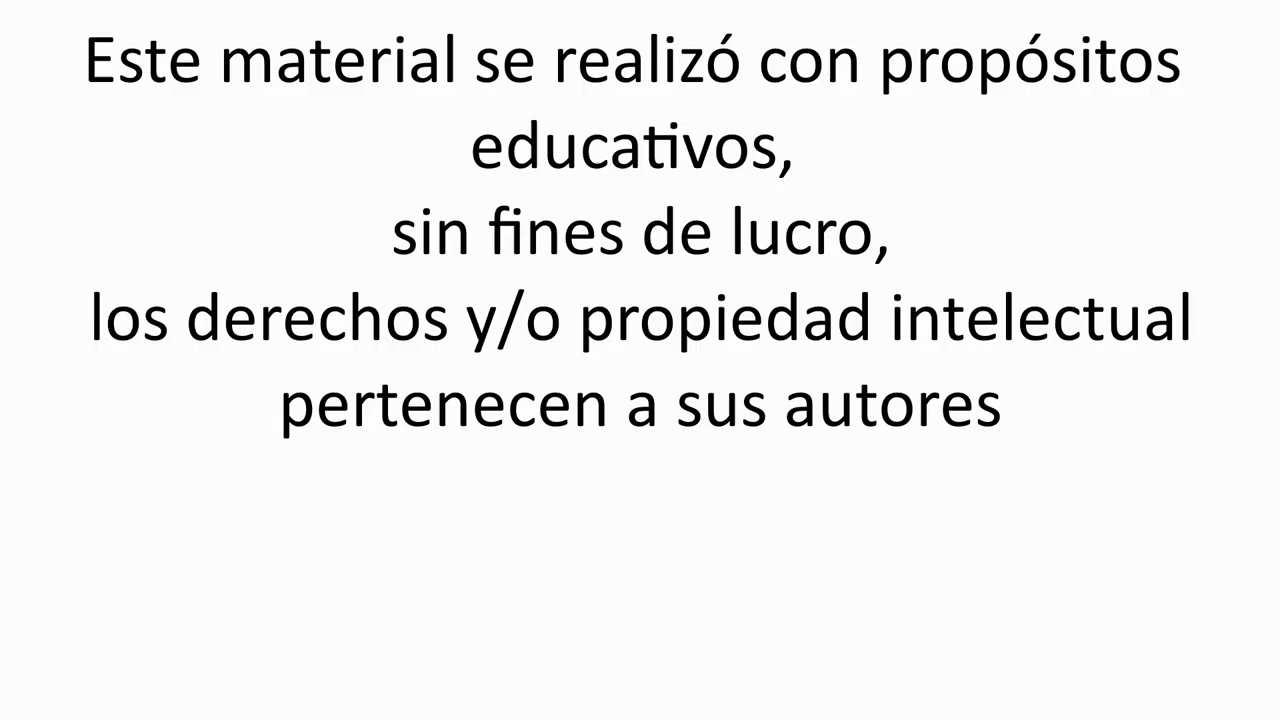 Este material se realizó con propósitos
educativos,
sin fines de lucro,
los derechos y/o propiedad intelectual
pertenecen a sus autores